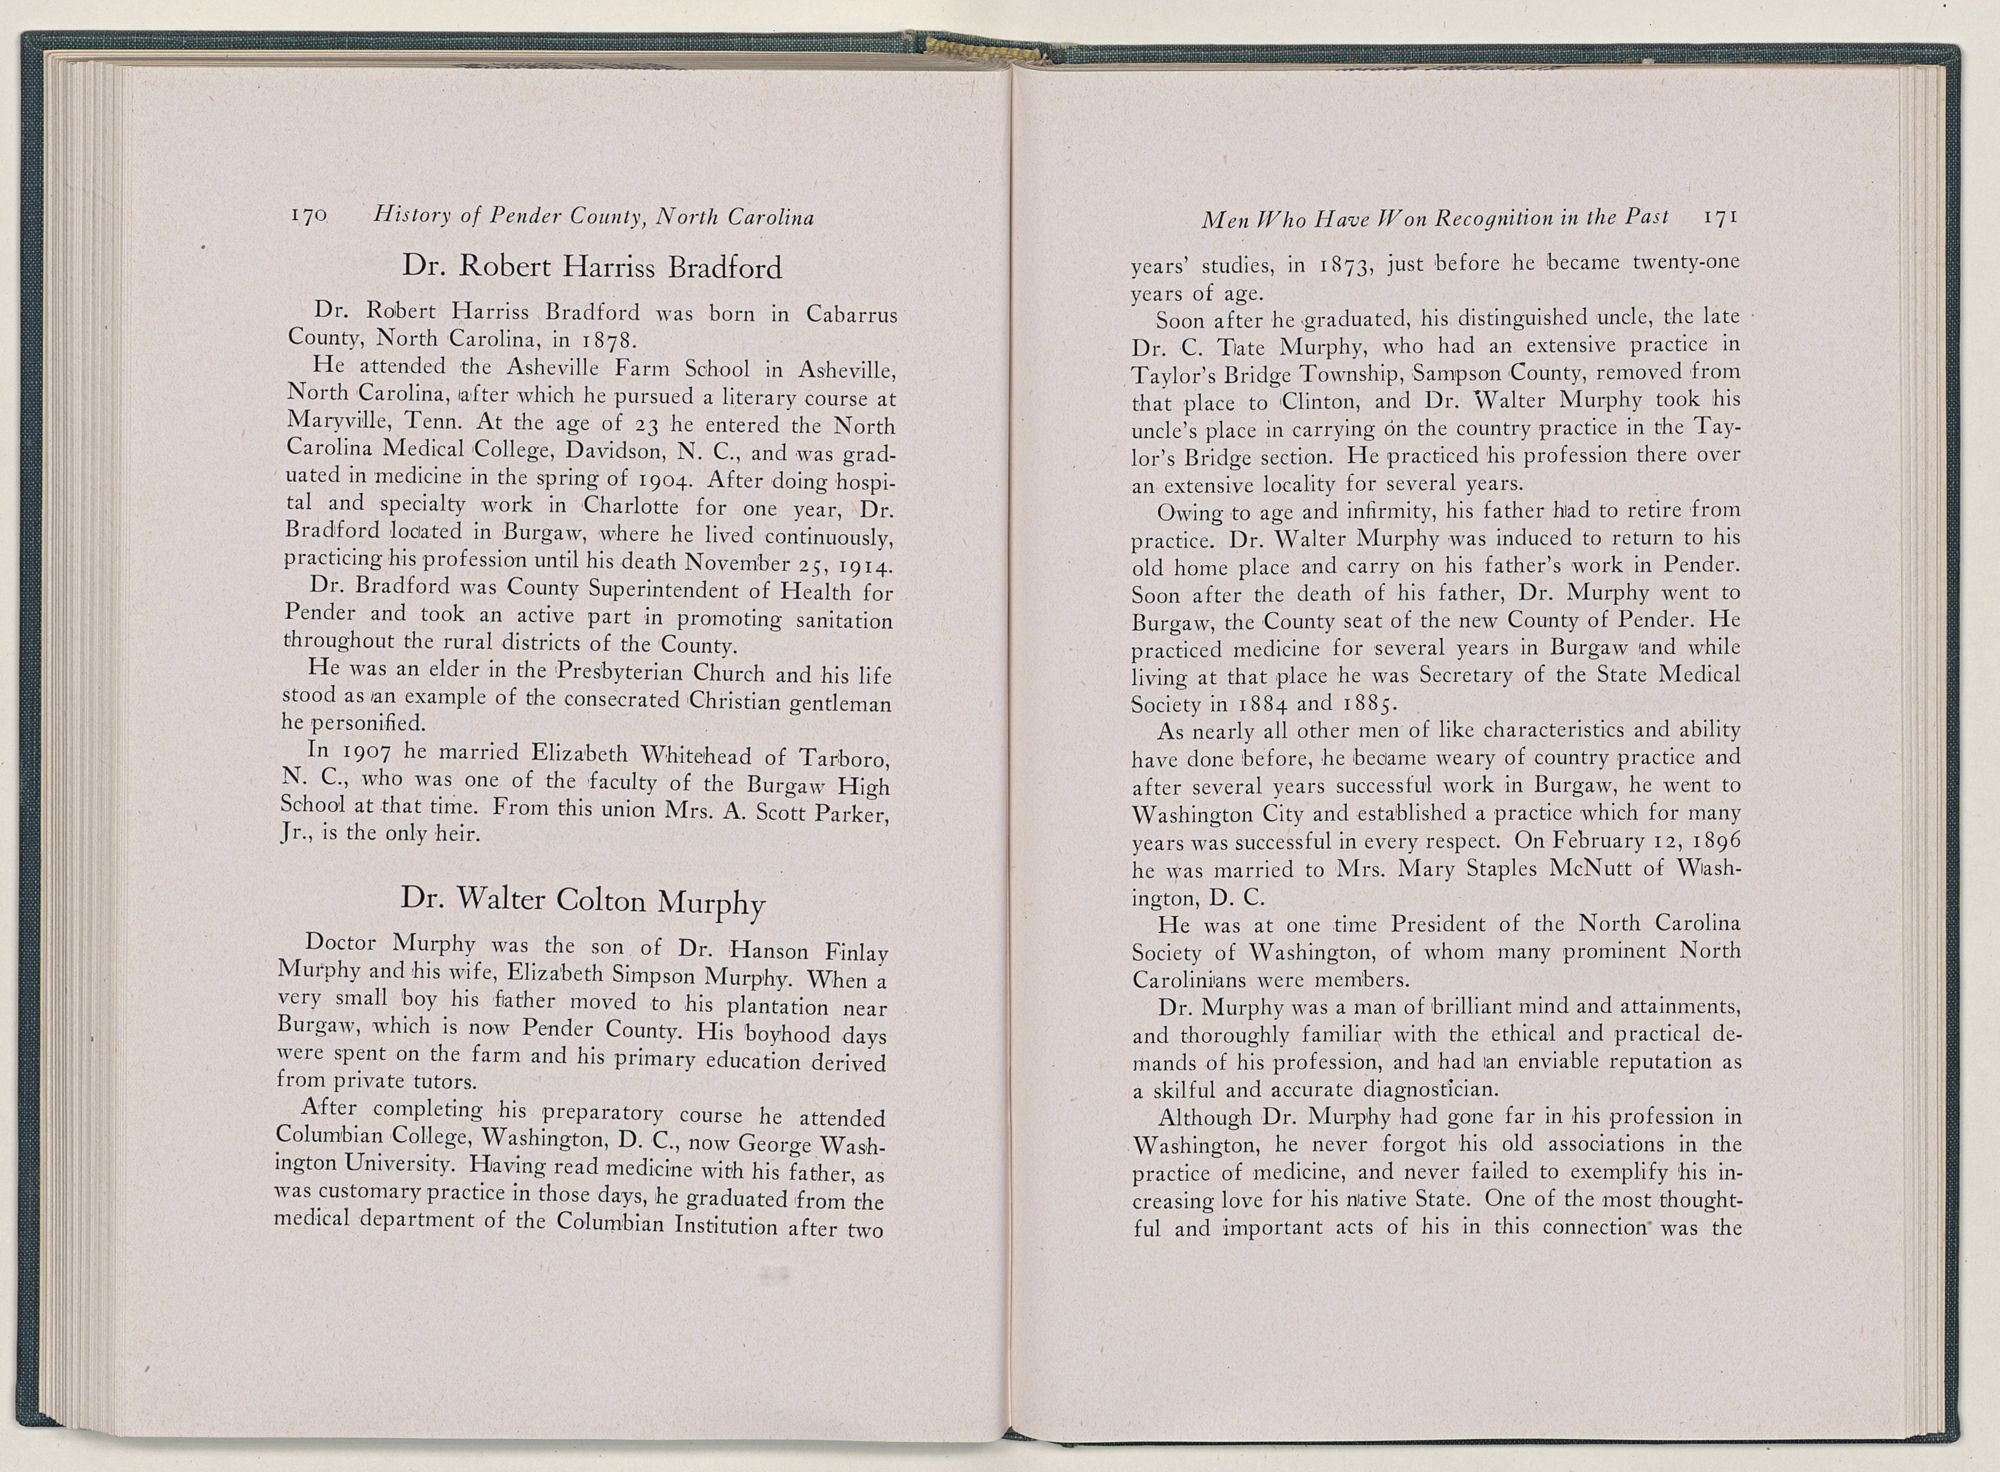 170 History of Pender County, North Carolina
Dr. Robert Harriss Bradford
Dr. Robert Harriss Bradford was born in Cabarrus
County, North Carolina, in 1878.
He attended the Asheville Farm School in Asheville,
North Carolina, after which he pursued a literary course at
Maryville, Tenn. At the age of 23 he entered the North
Carolina Medical College, Davidson, N. C., and was grad-
uated in medicine in the spring of 1904. After doing hospi-
tal and specialty work in Charlotte for one year, Dr.
Bradford located in Burgaw, where he lived continuously,
practicing his profession until his death November 25, 1914.
Dr. Bradford was County Superintendent of Health for
Pender and took an active part in promoting sanitation
throughout the rural districts of the County.
He was an elder in the Presbyterian Church and his life
stood as an example of the consecrated Christian gentleman
he personified.
In 1907 he married Elizabeth Whitehead of Tarboro,
N. C., who was one of the faculty of the Burgaw High
School at that time. From this union Mrs. A. Scott Parker,
Jr., is the only heir.
Dr. Walter Colton Murphy
Doctor Murphy was the son of Dr. Hanson Finlay
Murphy and his wife, Elizabeth Simpson Murphy. When a
very small boy his father moved to his plantation near
Burgaw, which is now Pender County. His boyhood days
were spent on the farm and his primary education derived
from private tutors.
After completing his preparatory course he attended
Columbian College, Washington, D. C., now George Wash-
ington University. Having read medicine with his father, as
was customary practice in those days, he graduated from the
medical department of the Columbian Institution after two
Men Who Have Won Recognition in the Past 171
years' studies, in 1873, just before he became twenty-one
years of age.
Soon after he graduated, his distinguished uncle, the late
Dr. C. Tate Murphy, who had an extensive practice in
Taylor's Bridge Township, Sampson County, removed from
that place to Clinton, and Dr. Walter Murphy took his
uncle's place in carrying on the country practice in the Tay-
lor's Bridge section. He practiced his profession there over
an extensive locality for several years.
Owing to age and infirmity, his father had to retire from
practice. Dr. Walter Murphy was induced to return to his
old home place and carry on his father's work in Pender.
Soon after the death of his father, Dr. Murphy went to
Burgaw, the County seat of the new County of Pender. He
practiced medicine for several years in Burgaw and while
living at that place he was Secretary of the State Medical
Society in 1884 and 1885.
As nearly all other men of like characteristics and ability
have done before, he became weary of country practice and
after several years successful work in Burgaw, he went to
Washington City and established a practice which for many
years was successful in every respect. On February 12, 1896
he was married to Mrs. Mary Staples McNutt of Wash-
ington, D. C.
He was at one time President of the North Carolina
Society of Washington, of whom many prominent North
Carolinians were members.
Dr. Murphy was a man of brilliant mind and attainments,
and thoroughly familiar with the ethical and practical de-
mands of his profession, and had an enviable reputation as
a skilful and accurate diagnostician.
Although Dr. Murphy had gone far in his profession in
Washington, he never forgot his old associations in the
practice of medicine, and never failed to exemplify his in-
creasing love for his native State. One of the most thought-
ful and important acts of his in this connection was the